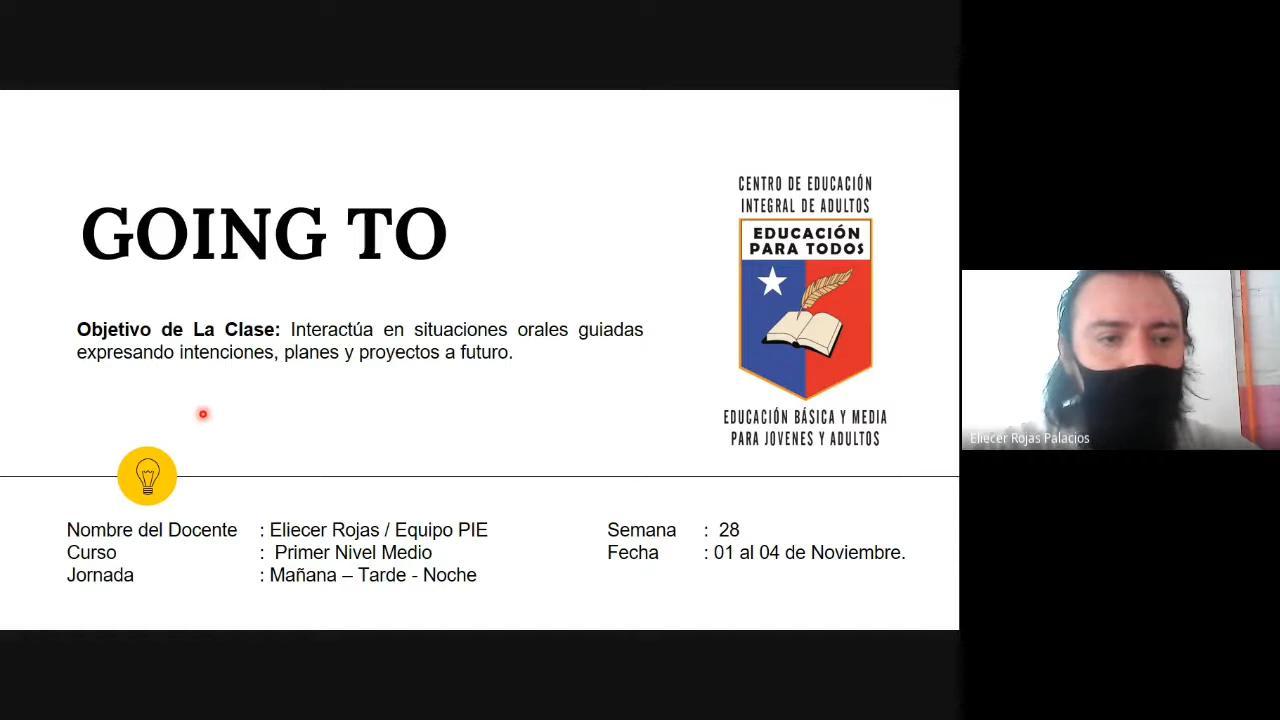 GOING TO
Objetivo de La Clase: Interactúa en situaciones orales guiadas
expresando intenciones, planes y proyectos a futuro.
CENTRO DE EDUCACIÓN
INTEGRAL DE ADULTOS
EDUCACIÓN
PARA TODOS
EDUCACIÓN BÁSICA Y MEDIA
PARA JOVENES Y ADULTOS
Nombre del Docente : Eliecer Rojas / Equipo PIE
Curso : Primer Nivel Medio
Jornada : Mañana – Tarde - Noche
Semana : 28
Fecha : 01 al 04 de Noviembre.
Eliecer Rojas Palacios